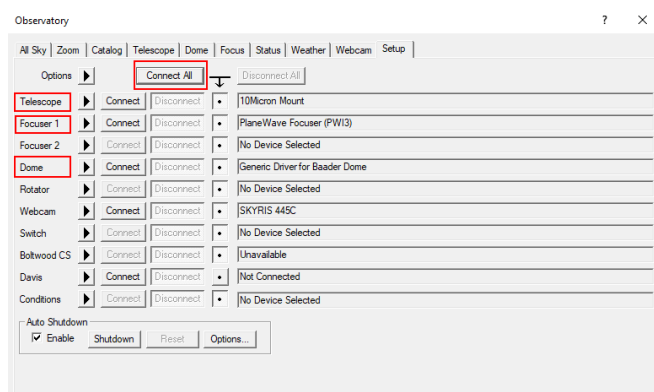 Observatory ? ×
All Sky Zoom Catalog Telescope Dome Focus Status Weather Webcam Setup
Options Connect All Disconnect All
Telescope Connect Disconnect 10Micron Mount
Focuser 1 Connect Disconnect PlaneWave Focuser (PWI3)
Focuser 2 Connect Disconnect No Device Selected
Dome Connect Disconnect Generic Driver for Baader Dome
Rotator Connect Disconnect No Device Selected
Webcam Connect Disconnect SKYRIS 445C
Switch Connect Disconnect No Device Selected
Boltwood CS Connect Disconnect Unavailable
Davis Connect Disconnect Not Connected
Conditions Connect Disconnect No Device Selected
Auto Shutdown
Enable Shutdown Reset Options...